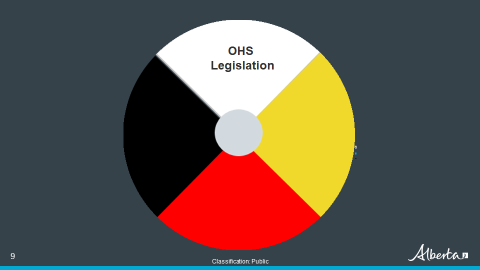 OHS
Legislation
9
Classification: Public
Alberta